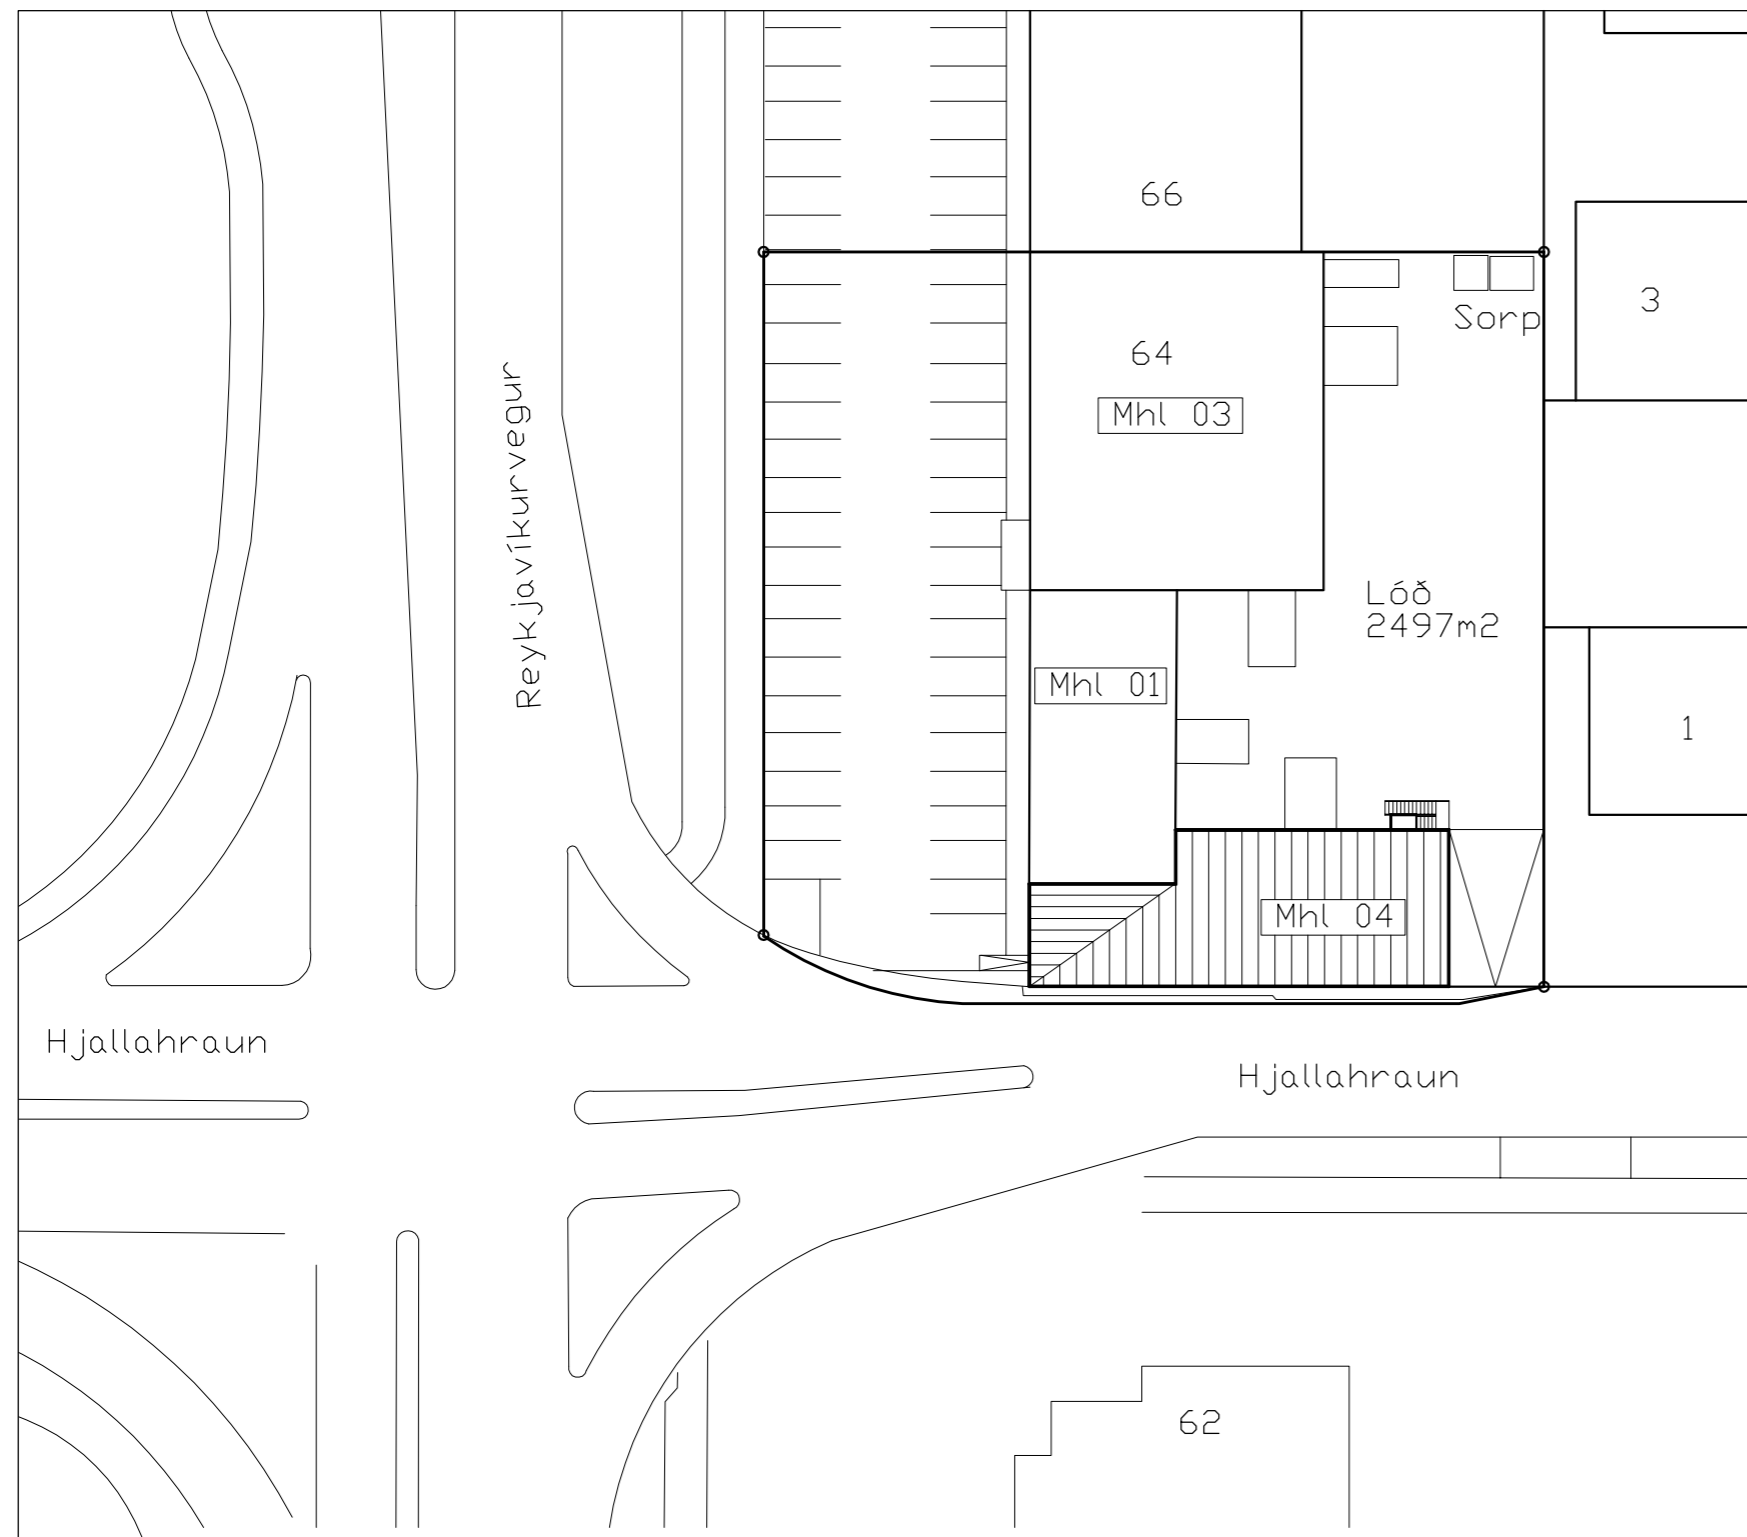 66
3
Sorp
64
Mhl 03
Reykjavíkurvegur
Lóð
2497m2
Mhl 01
1
Mhl 04
Hjallahraun
Hjallahraun
62